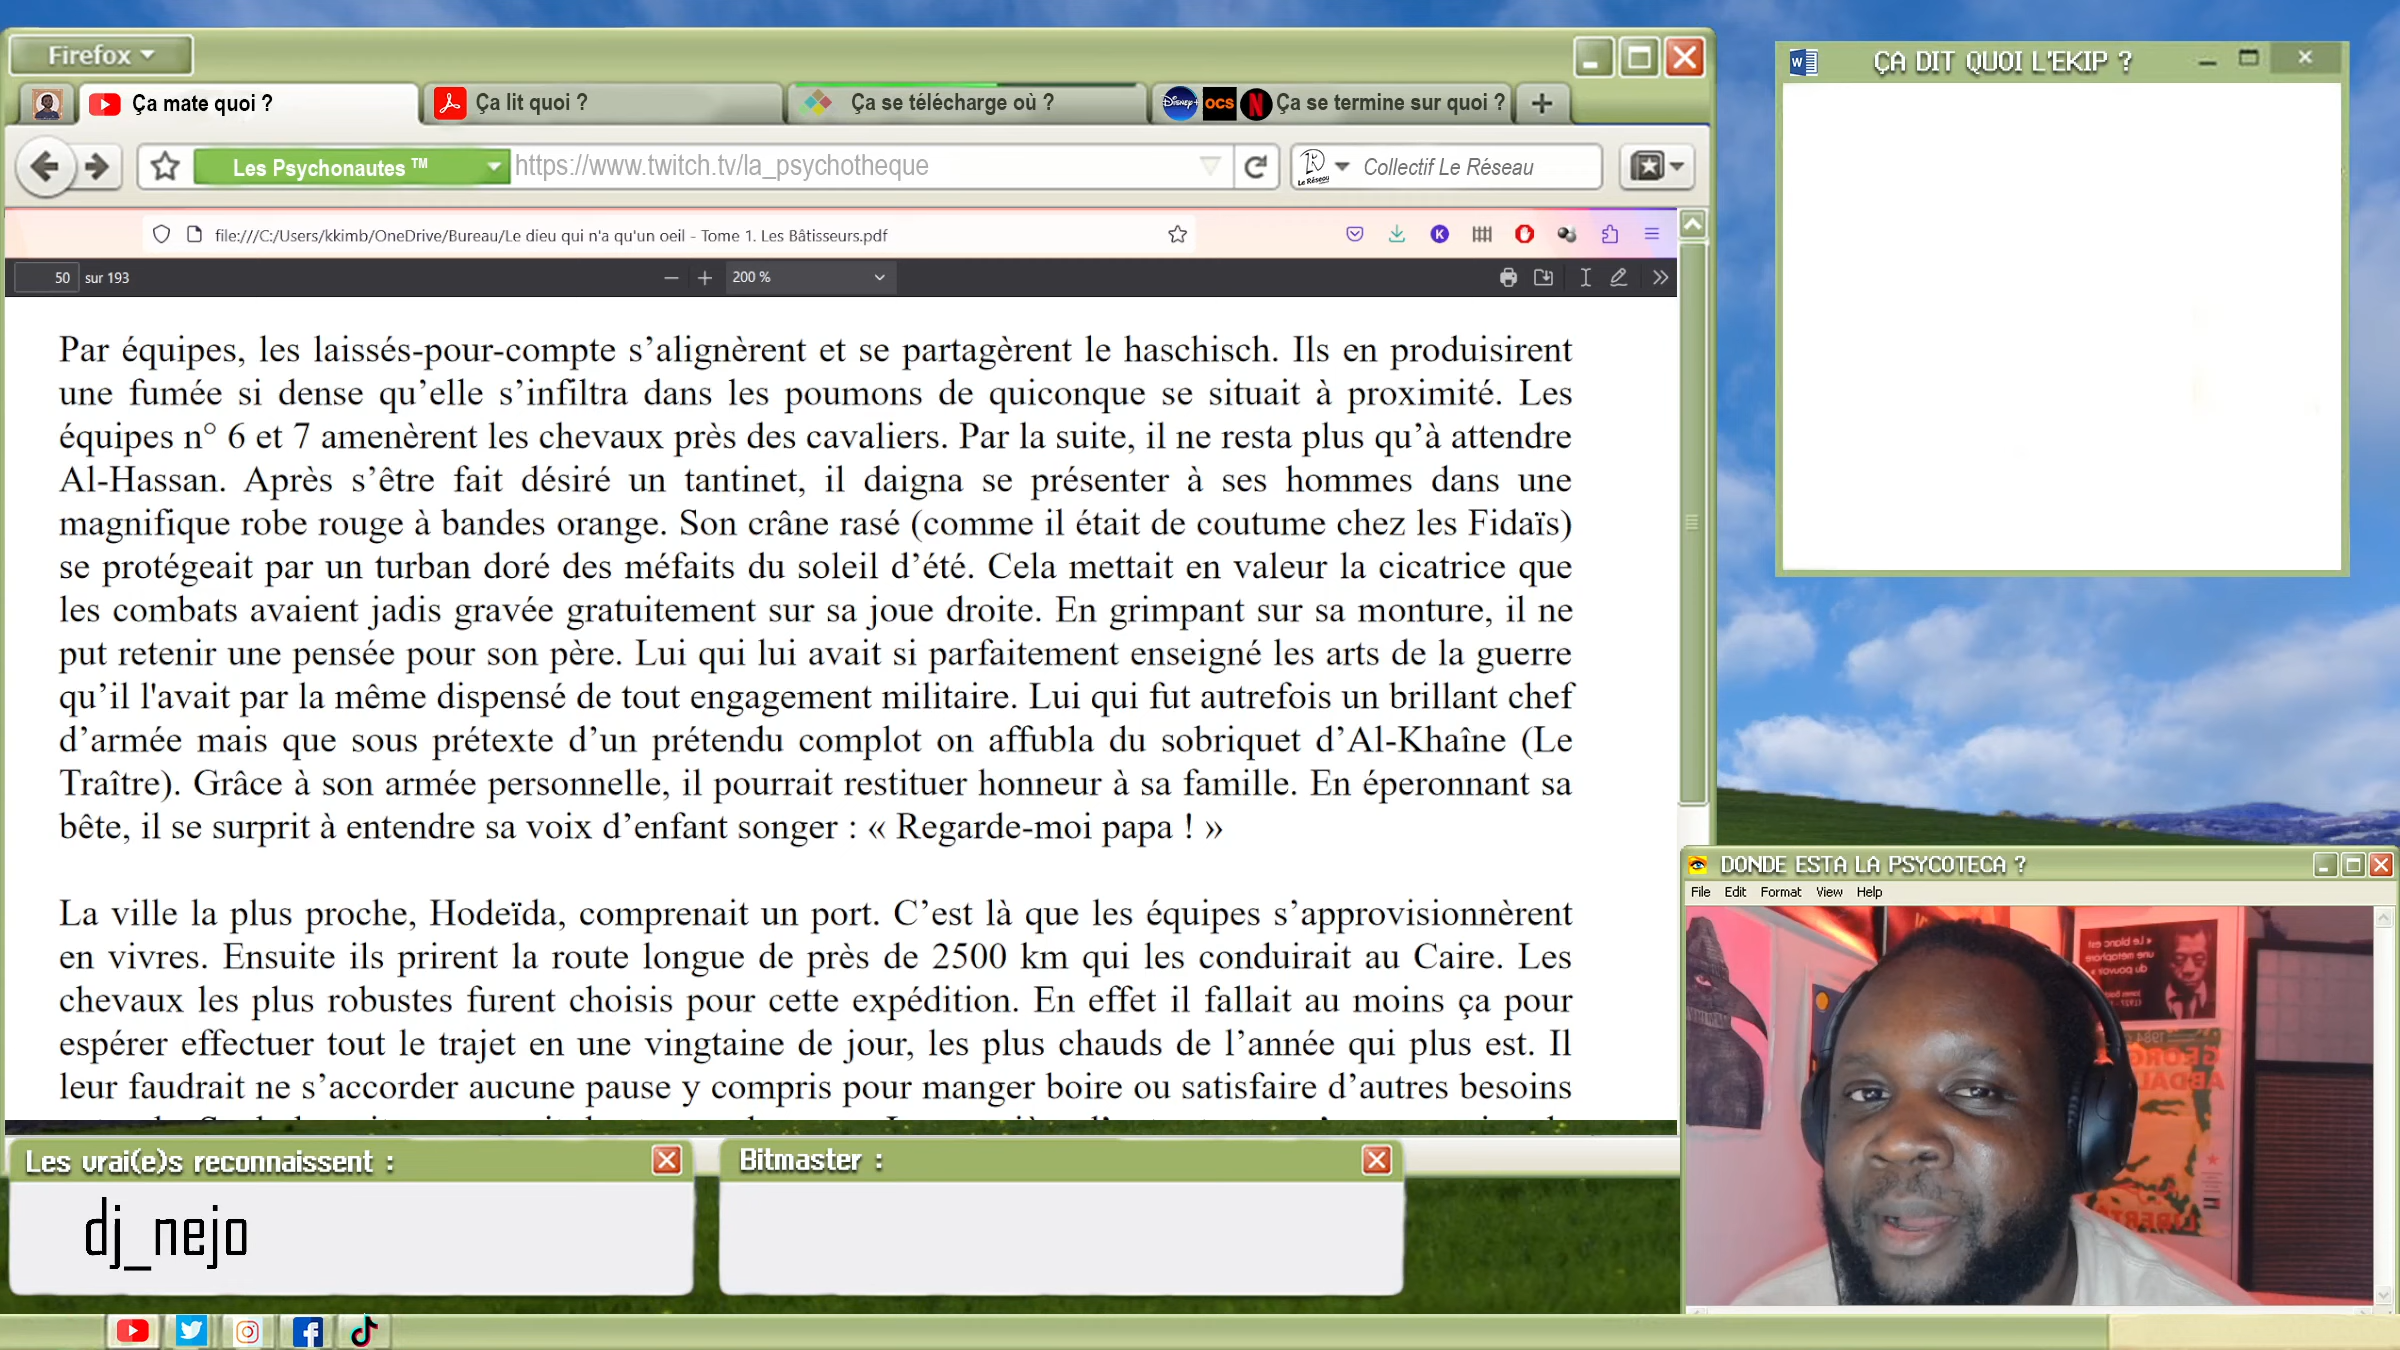 Firefox
Ça mate quoi ?
Ça lit quoi ?
Ça se télécharge où ?
Disney+ OCS N Ça se termine sur quoi ?
Les Psychonautes ™
https://www.twitch.tv/la_psychotheque
Le Réseau
Collectif Le Réseau
file:///C:/Users/kkimb/OneDrive/Bureau/Le dieu qui n'a qu'un oeil - Tome 1. Les Bâtisseurs.pdf
K
50 sur 193
200 %
Par équipes, les laissés-pour-compte s’alignèrent et se partagèrent le haschisch. Ils en produisirent
une fumée si dense qu’elle s’infiltra dans les poumons de quiconque se situait à proximité. Les
équipes n° 6 et 7 amenèrent les chevaux près des cavaliers. Par la suite, il ne resta plus qu’à attendre
Al-Hassan. Après s’être fait désiré un tantinet, il daigna se présenter à ses hommes dans une
magnifique robe rouge à bandes orange. Son crâne rasé (comme il était de coutume chez les Fidaïs)
se protégeait par un turban doré des méfaits du soleil d’été. Cela mettait en valeur la cicatrice que
les combats avaient jadis gravée gratuitement sur sa joue droite. En grimpant sur sa monture, il ne
put retenir une pensée pour son père. Lui qui lui avait si parfaitement enseigné les arts de la guerre
qu’il l'avait par la même dispensé de tout engagement militaire. Lui qui fut autrefois un brillant chef
d’armée mais que sous prétexte d’un prétendu complot on affubla du sobriquet d’Al-Khaîne (Le
Traître). Grâce à son armée personnelle, il pourrait restituer honneur à sa famille. En éperonnant sa
bête, il se surprit à entendre sa voix d’enfant songer : « Regarde-moi papa ! »
La ville la plus proche, Hodeïda, comprenait un port. C’est là que les équipes s’approvisionnèrent
en vivres. Ensuite ils prirent la route longue de près de 2500 km qui les conduirait au Caire. Les
chevaux les plus robustes furent choisis pour cette expédition. En effet il fallait au moins ça pour
espérer effectuer tout le trajet en une vingtaine de jour, les plus chauds de l’année qui plus est. Il
leur faudrait ne s’accorder aucune pause y compris pour manger boire ou satisfaire d’autres besoins
ÇA DIT QUOI L'EKIP ?
DONDE ESTA LA PSYCOTECA ?
File Edit Format View Help
« Le blanc est
une métaphore
du pouvoir »
1984
GEORG
ABDAL
LIBERT
Les vrai(e)s reconnaissent :
dj_nejo
Bitmaster :